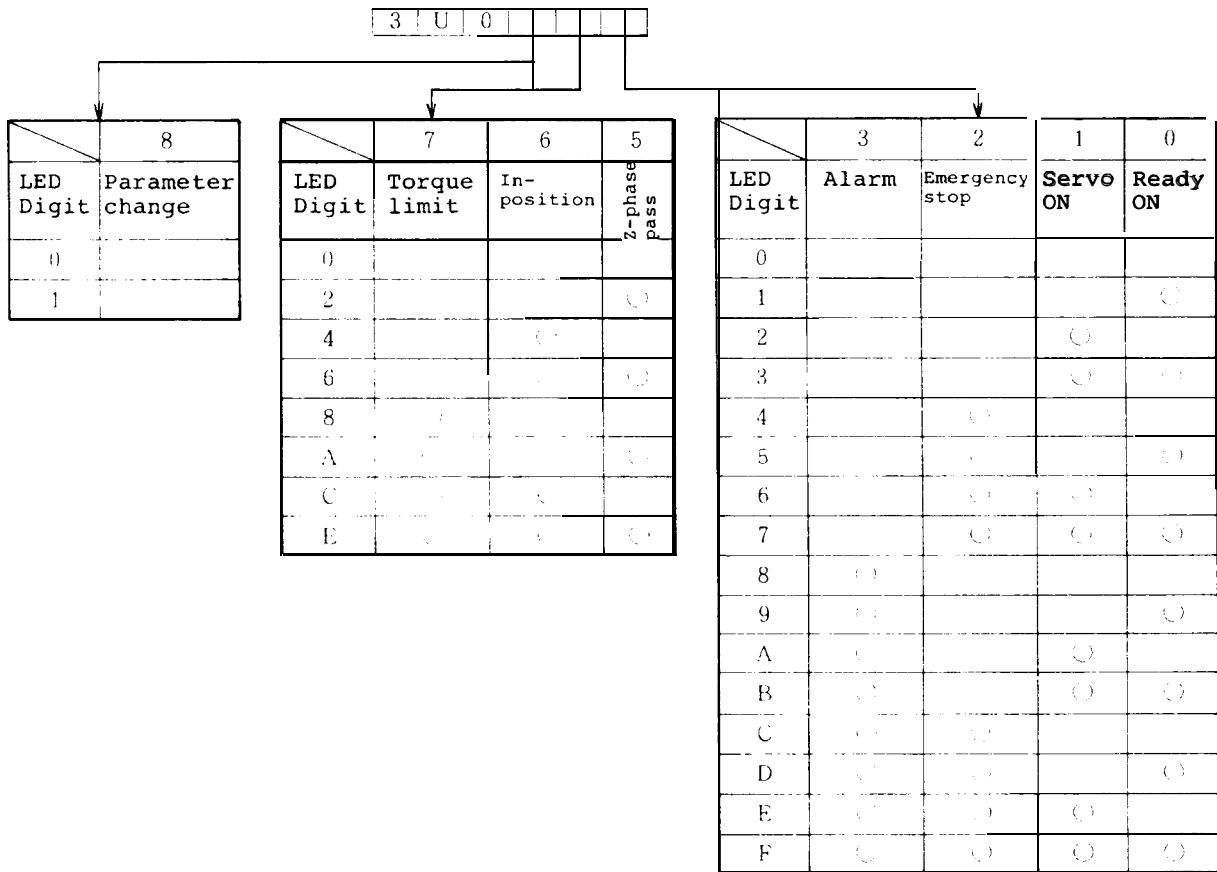 3 U 0
8
LED Digit Parameter change
0
1
7 6 5
LED Digit Torque limit In-position Z-phase pass
0
2 ○
4 ○
6 ○ ○
8 ○
A ○ ○
C ○ ○
E ○ ○ ○
3 2 1 0
LED Digit Alarm Emergency stop Servo ON Ready ON
0
1 ○
2 ○
3 ○ ○
4 ○
5 ○ ○
6 ○ ○
7 ○ ○ ○
8 ○
9 ○ ○
A ○ ○
B ○ ○ ○
C ○ ○
D ○ ○ ○
E ○ ○ ○
F ○ ○ ○ ○